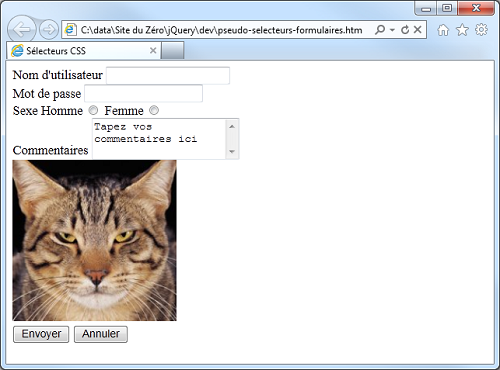 C:\data\Site du Zéro\jQuery\dev\pseudo-selecteurs-formulaires.htm
Sélecteurs CSS
Nom d'utilisateur
Mot de passe
Sexe Homme Femme
Tapez vos
commentaires ici
Commentaires
Envoyer Annuler